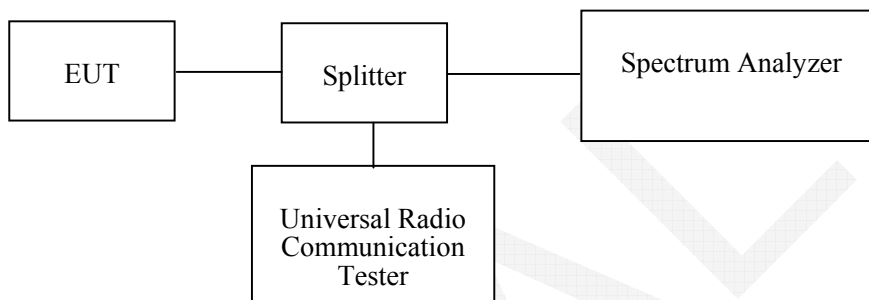 EUT
Splitter
Spectrum Analyzer
Universal Radio
Communication
Tester